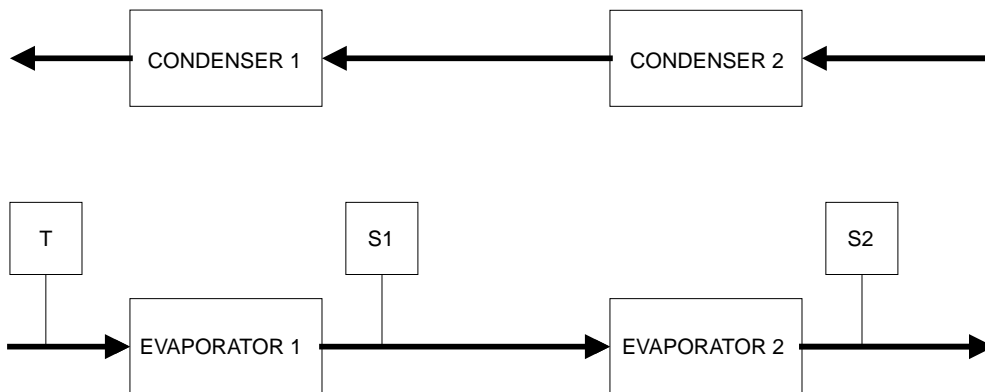 CONDENSER 1
CONDENSER 2
T
S1
S2
EVAPORATOR 1
EVAPORATOR 2